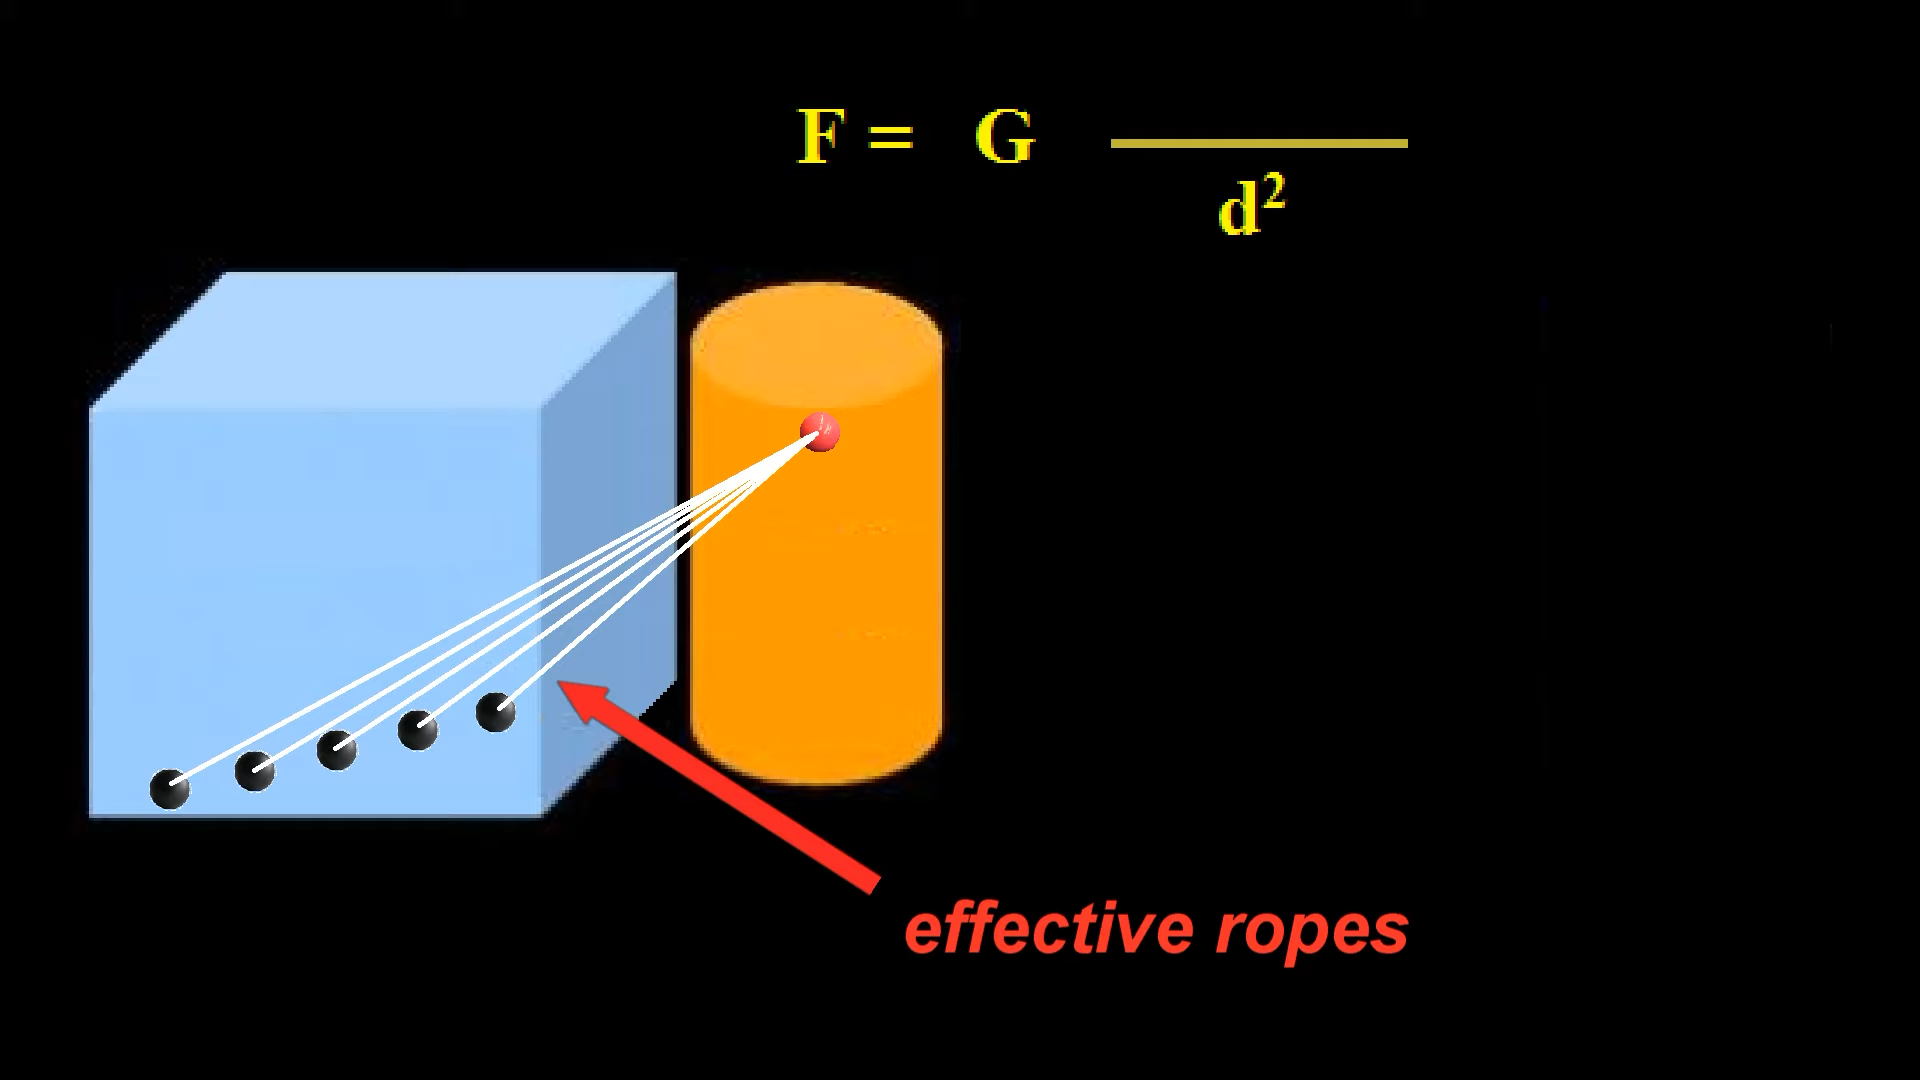 F = G
d²
effective ropes